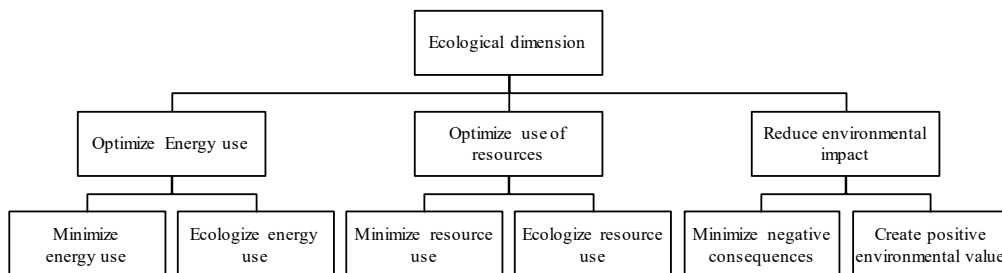 Ecological dimension
Optimize Energy use
Optimize use of
resources
Reduce environmental
impact
Minimize
energy use
Ecologize energy
use
Minimize resource
use
Ecologize resource
use
Minimize negative
consequences
Create positive
environmental value